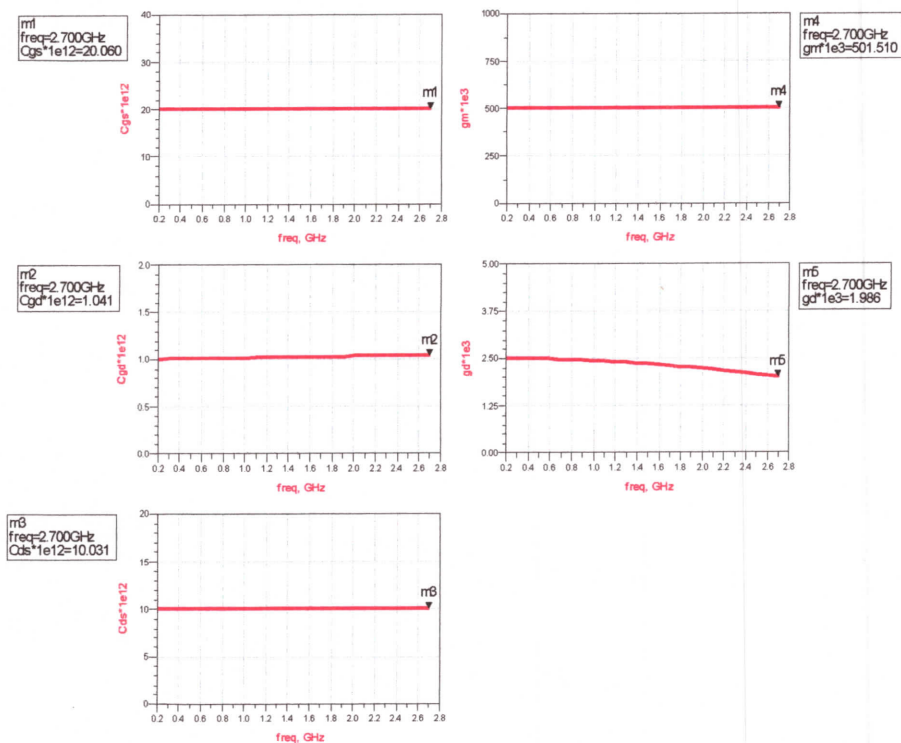 m1
freq=2.700GHz
Cgs*1e12=20.060
Cgs*1e12
40
30
20
10
0
m1
0.2 0.4 0.6 0.8 1.0 1.2 1.4 1.6 1.8 2.0 2.2 2.4 2.6 2.8
freq, GHz
m4
freq=2.700GHz
gm*1e3=501.510
gm*1e3
1000
750
500
250
0
m4
0.2 0.4 0.6 0.8 1.0 1.2 1.4 1.6 1.8 2.0 2.2 2.4 2.6 2.8
freq, GHz
m2
freq=2.700GHz
Cgd*1e12=1.041
Cgd*1e12
2.0
1.5
1.0
0.5
0.0
m2
0.2 0.4 0.6 0.8 1.0 1.2 1.4 1.6 1.8 2.0 2.2 2.4 2.6 2.8
freq, GHz
m5
freq=2.700GHz
gd*1e3=1.986
gd*1e3
5.00
3.75
2.50
1.25
0.00
m5
0.2 0.4 0.6 0.8 1.0 1.2 1.4 1.6 1.8 2.0 2.2 2.4 2.6 2.8
freq, GHz
m3
freq=2.700GHz
Cds*1e12=10.031
Cds*1e12
20
15
10
5
0
m3
0.2 0.4 0.6 0.8 1.0 1.2 1.4 1.6 1.8 2.0 2.2 2.4 2.6 2.8
freq, GHz